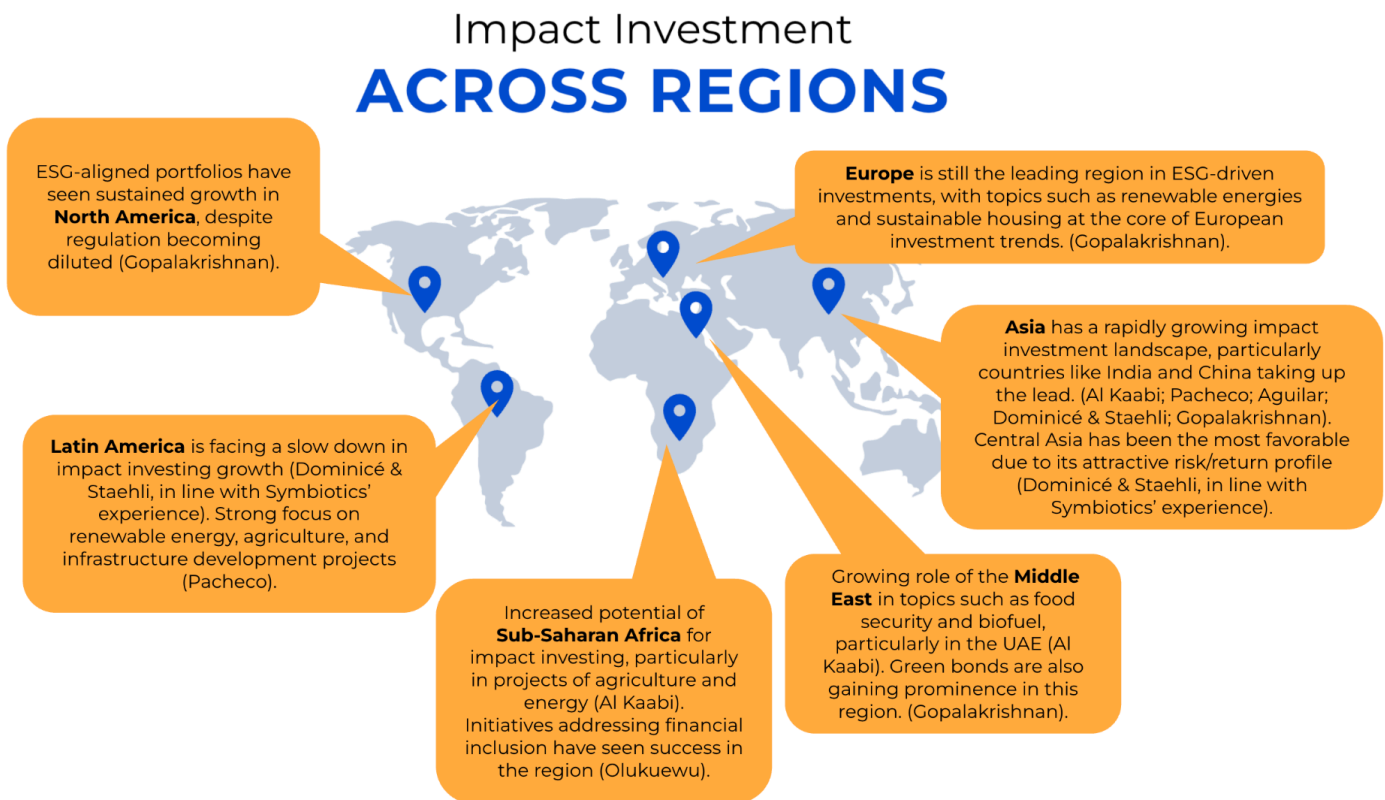 Impact Investment
ACROSS REGIONS
ESG-aligned portfolios have
seen sustained growth in
North America, despite
regulation becoming
diluted (Gopalakrishnan).
Europe is still the leading region in ESG-driven
investments, with topics such as renewable energies
and sustainable housing at the core of European
investment trends. (Gopalakrishnan).
Asia has a rapidly growing impact
investment landscape, particularly
countries like India and China taking up
the lead. (Al Kaabi; Pacheco; Aguilar;
Dominicé & Staehli; Gopalakrishnan).
Central Asia has been the most favorable
due to its attractive risk/return profile
(Dominicé & Staehli, in line with
Symbiotics’ experience).
Latin America is facing a slow down in
impact investing growth (Dominicé &
Staehli, in line with Symbiotics’
experience). Strong focus on
renewable energy, agriculture, and
infrastructure development projects
(Pacheco).
Increased potential of
Sub-Saharan Africa for
impact investing, particularly
in projects of agriculture and
energy (Al Kaabi).
Initiatives addressing financial
inclusion have seen success in
the region (Olukuewu).
Growing role of the Middle
East in topics such as food
security and biofuel,
particularly in the UAE (Al
Kaabi). Green bonds are also
gaining prominence in this
region. (Gopalakrishnan).